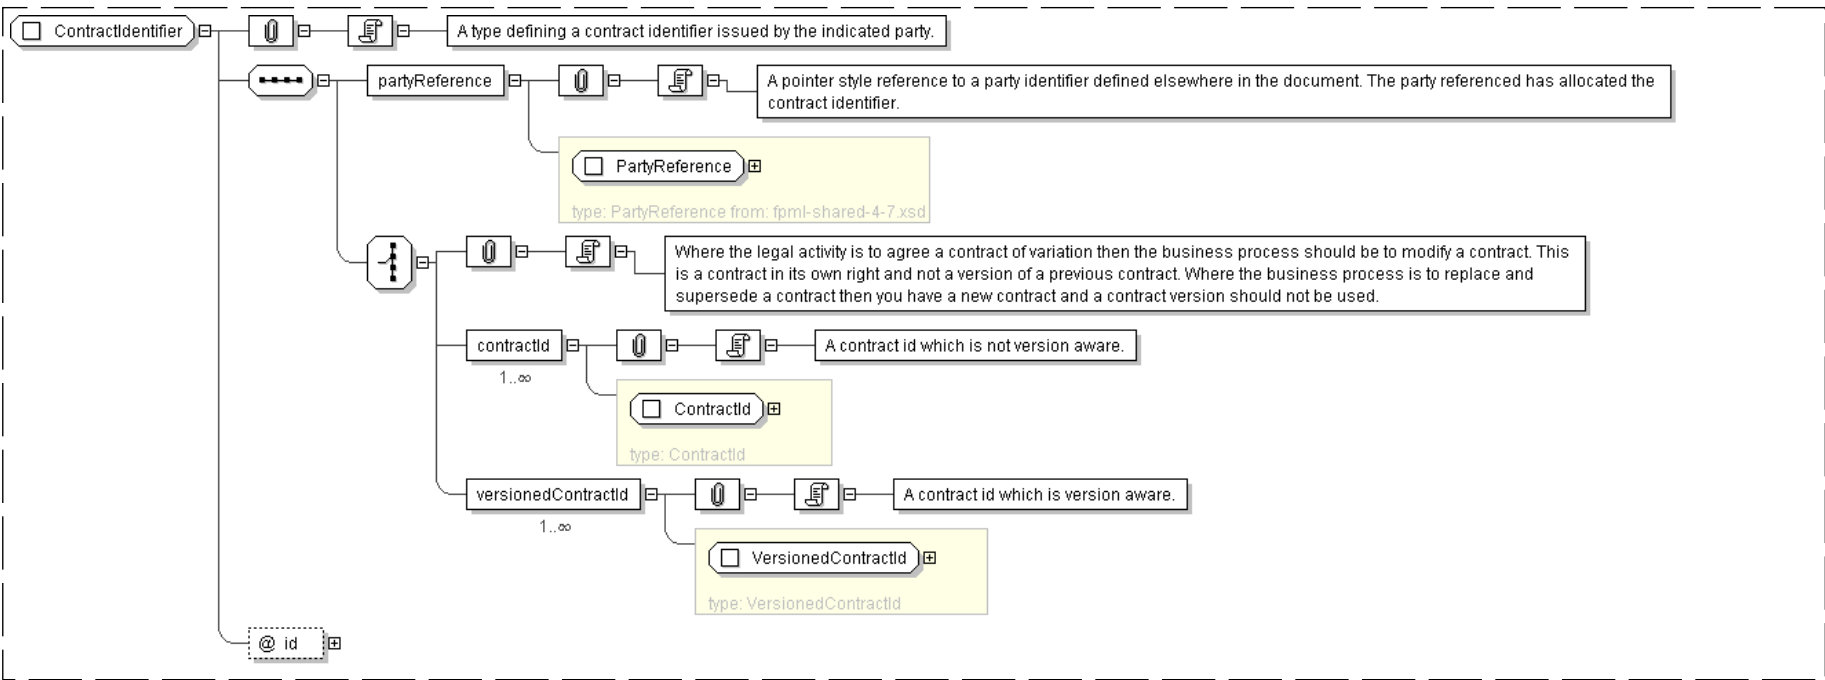 ContractIdentifier
A type defining a contract identifier issued by the indicated party.
partyReference
A pointer style reference to a party identifier defined elsewhere in the document. The party referenced has allocated the
contract identifier.
PartyReference
type: PartyReference from: fpml-shared-4-7.xsd
Where the legal activity is to agree a contract of variation then the business process should be to modify a contract. This
is a contract in its own right and not a version of a previous contract. Where the business process is to replace and
supersede a contract then you have a new contract and a contract version should not be used.
contractId
A contract id which is not version aware.
1..∞
ContractId
type: ContractId
versionedContractId
A contract id which is version aware.
1..∞
VersionedContractId
type: VersionedContractId
@ id